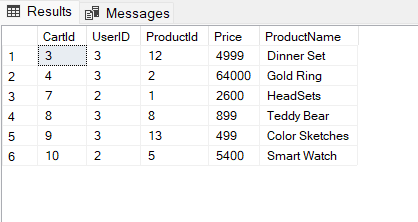 Results Messages
CartId UserID ProductId Price ProductName
1 3 3 12 4999 Dinner Set
2 4 3 2 64000 Gold Ring
3 7 2 1 2600 HeadSets
4 8 3 8 899 Teddy Bear
5 9 3 13 499 Color Sketches
6 10 2 5 5400 Smart Watch